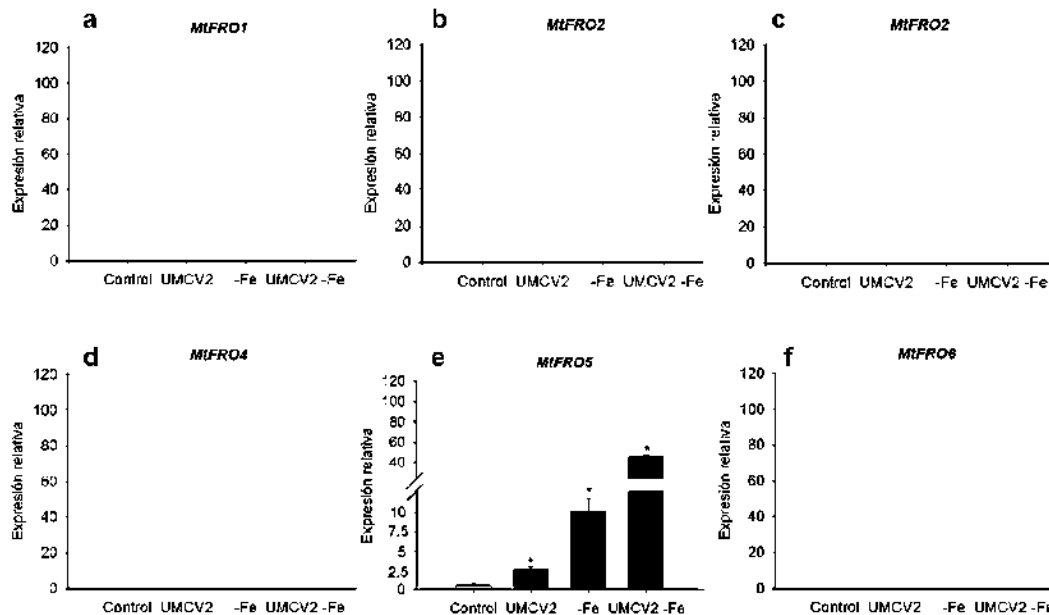 a
MtFRO1
Expresión relativa
120
100
80
60
40
20
0
Control UMCV2 -Fe UMCV2 -Fe
b
MtFRO2
Expresión relativa
120
100
80
60
40
20
0
Control UMCV2 -Fe UMCV2 -Fe
c
MtFRO2
Expresión relativa
120
100
80
60
40
20
0
Control UMCV2 -Fe UMCV2 -Fe
d
MtFRO4
Expresión relativa
120
100
80
60
40
20
0
Control UMCV2 -Fe UMCV2 -Fe
e
MtFRO5
Expresión relativa
120
100
80
60
40
10
7.5
5
2.5
0
* * *
Control UMCV2 -Fe UMCV2 -Fe
f
MtFRO6
Expresión relativa
120
100
80
60
40
20
0
Control UMCV2 -Fe UMCV2 -Fe